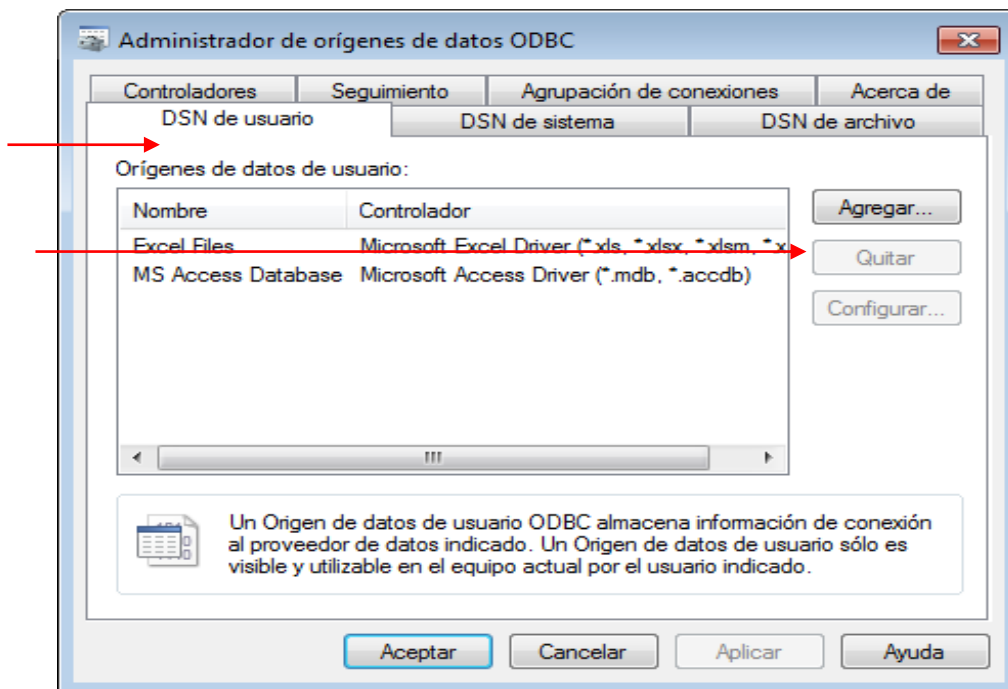 Administrador de orígenes de datos ODBC
Controladores Seguimiento Agrupación de conexiones Acerca de
DSN de usuario DSN de sistema DSN de archivo
Orígenes de datos de usuario:
Nombre Controlador
Agregar...
Excel Files Microsoft Excel Driver (*.xls, *.xlsx, *.xlsm, *.x
Quitar
MS Access Database Microsoft Access Driver (*.mdb, *.accdb)
Configurar...
Un Origen de datos de usuario ODBC almacena información de conexión
al proveedor de datos indicado. Un Origen de datos de usuario sólo es
visible y utilizable en el equipo actual por el usuario indicado.
Aceptar Cancelar Aplicar Ayuda